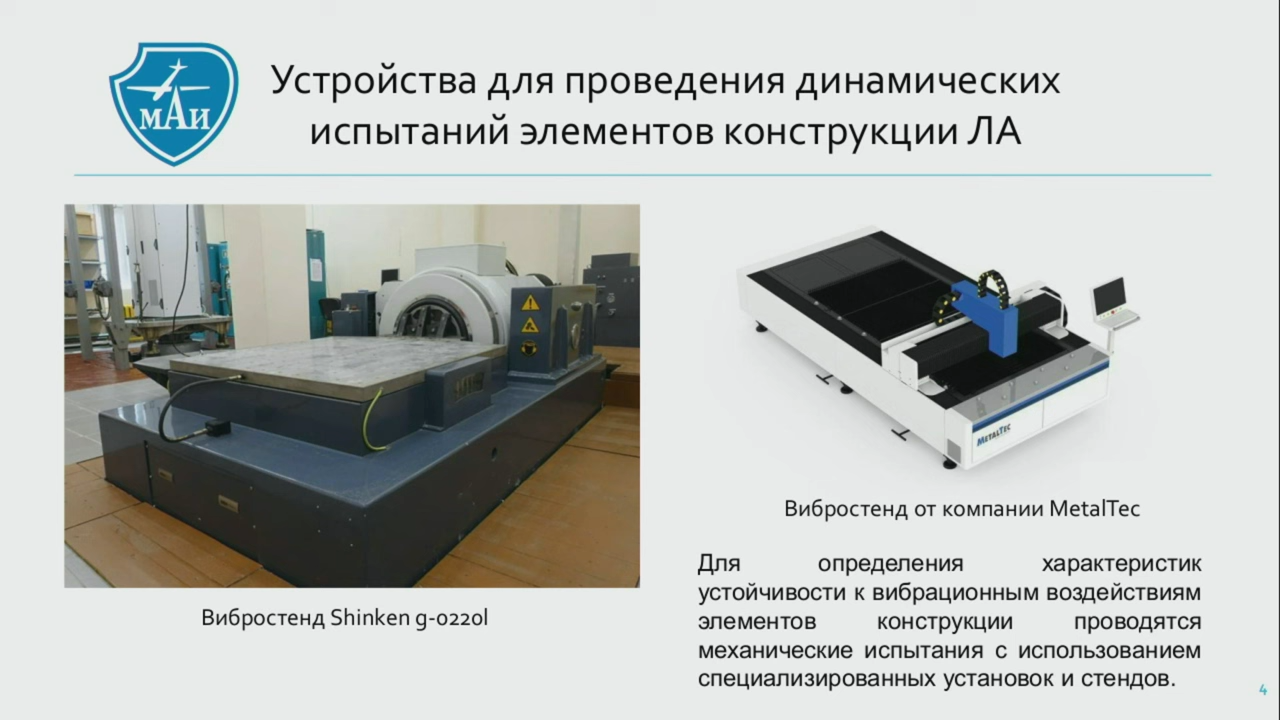 МАИ
Устройства для проведения динамических
испытаний элементов конструкции ЛА
METALTEC
Вибростенд от компании MetalTec
Вибростенд Shinken g-0220l
Для определения характеристик
устойчивости к вибрационным воздействиям
элементов конструкции проводятся
механические испытания с использованием
специализированных установок и стендов.
4